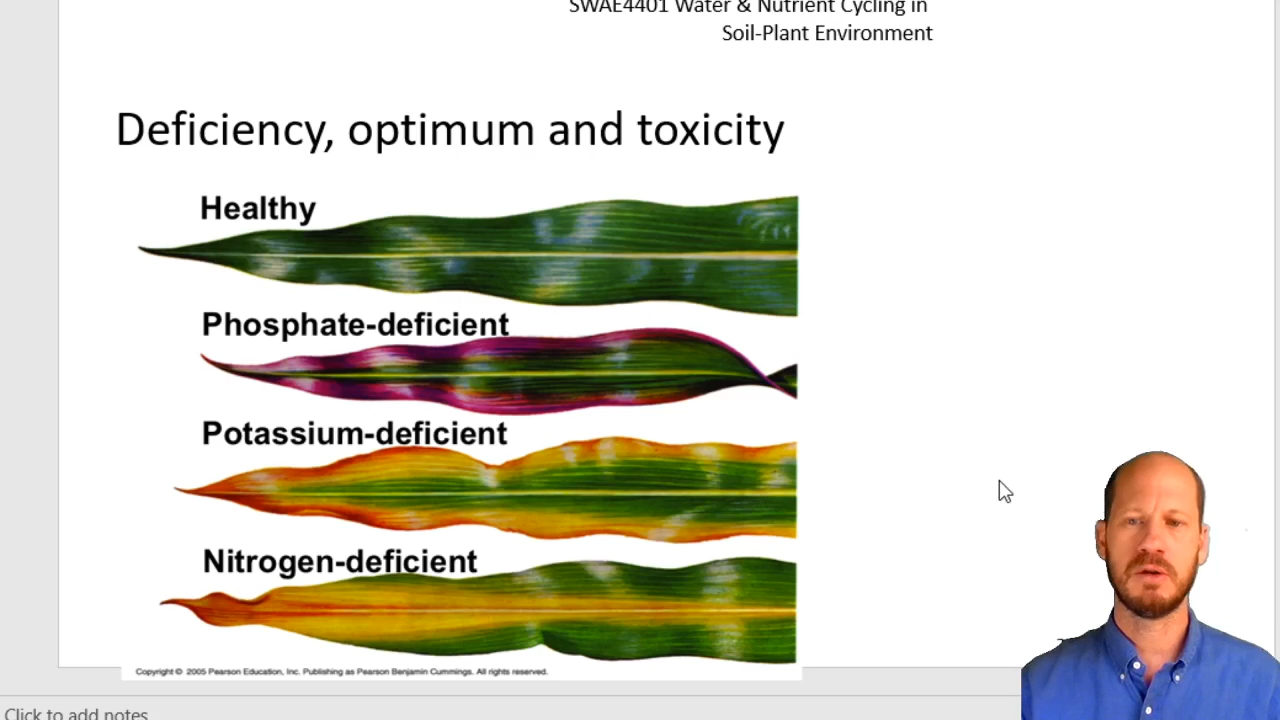 SWAE4401 Water & Nutrient Cycling in
Soil-Plant Environment
Deficiency, optimum and toxicity
Healthy
Phosphate-deficient
Potassium-deficient
Nitrogen-deficient
Copyright © 2005 Pearson Education, Inc. Publishing as Pearson Benjamin Cummings. All rights reserved.
Click to add notes